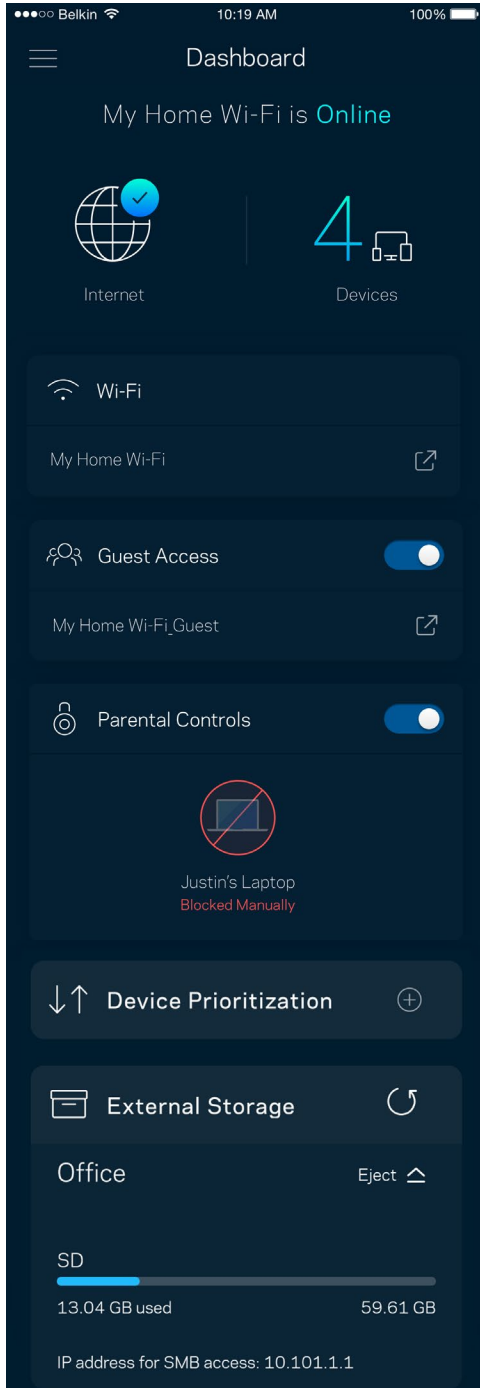 Belkin 10:19 AM 100%
Dashboard
My Home Wi-Fi is Online
4
Internet Devices
Wi-Fi
My Home Wi-Fi
Guest Access
My Home Wi-Fi_Guest
Parental Controls
Justin's Laptop
Blocked Manually
Device Prioritization
External Storage
Office Eject
SD
13.04 GB used 59.61 GB
IP address for SMB access: 10.101.1.1